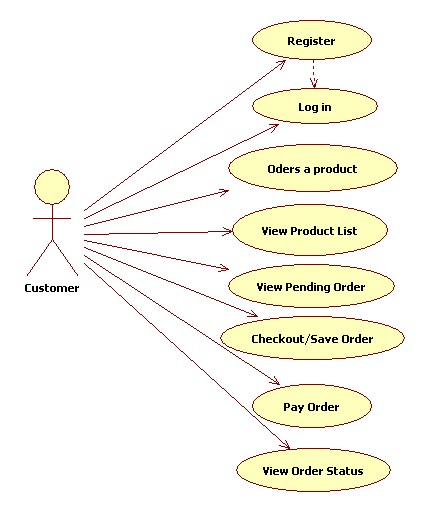 Register
Log in
Oders a product
View Product List
Customer
View Pending Order
Checkout/Save Order
Pay Order
View Order Status